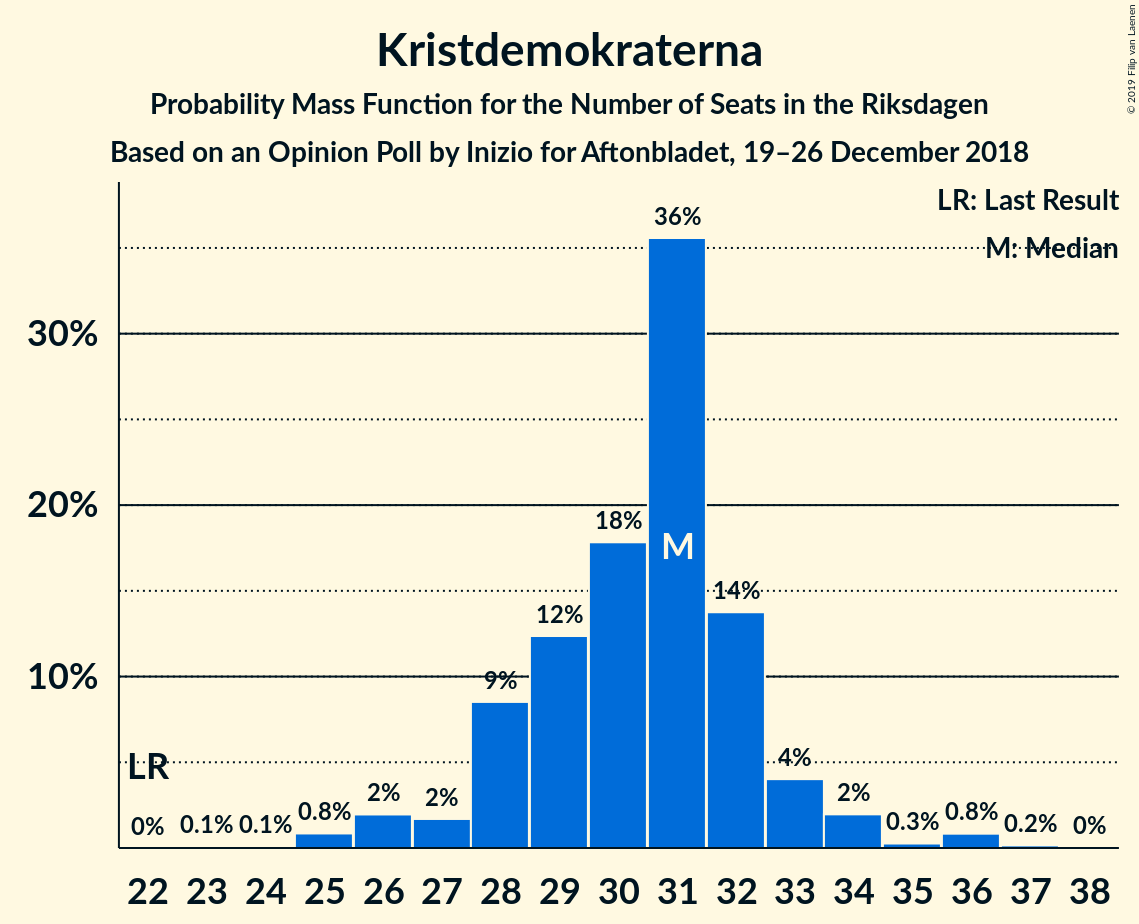 Kristdemokraterna
Probability Mass Function for the Number of Seats in the Riksdagen
Based on an Opinion Poll by Inizio for Aftonbladet, 19–26 December 2018
© 2019 Filip van Laenen
LR: Last Result
M: Median
30%
20%
10%
LR
0%
0.1%
0.1%
0.8%
2%
2%
9%
12%
18%
36%
M
14%
4%
2%
0.3%
0.8%
0.2%
0%
22 23 24 25 26 27 28 29 30 31 32 33 34 35 36 37 38